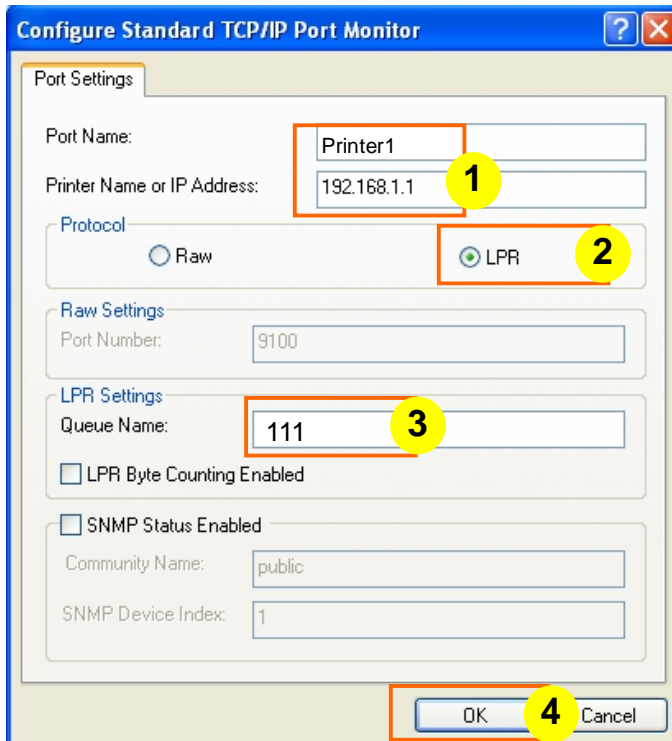 Configure Standard TCP/IP Port Monitor
Port Settings
Port Name: Printer1
Printer Name or IP Address: 192.168.1.1 1
Protocol
Raw LPR 2
Raw Settings
Port Number: 9100
LPR Settings
Queue Name: 111 3
LPR Byte Counting Enabled
SNMP Status Enabled
Community Name: public
SNMP Device Index: 1
OK 4 Cancel